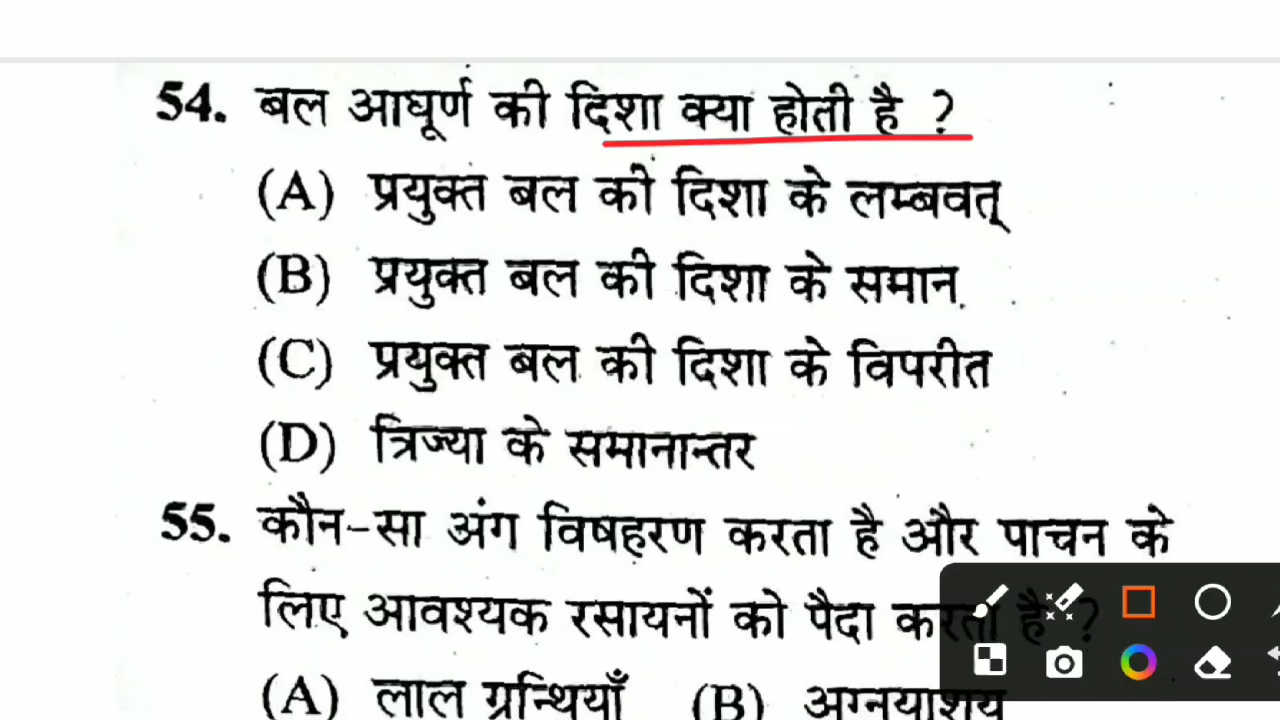 54. बल आघूर्ण की दिशा क्या होती है ?
(A) प्रयुक्त बल की दिशा के लम्बवत्
(B) प्रयुक्त बल की दिशा के समान
(C) प्रयुक्त बल की दिशा के विपरीत
(D) त्रिज्या के समानान्तर
55. कौन-सा अंग विषहरण करता है और पाचन के
लिए आवश्यक रसायनों को पैदा करता है ?
(A) लाल ग्रन्थियाँ (B) अग्नयाशय